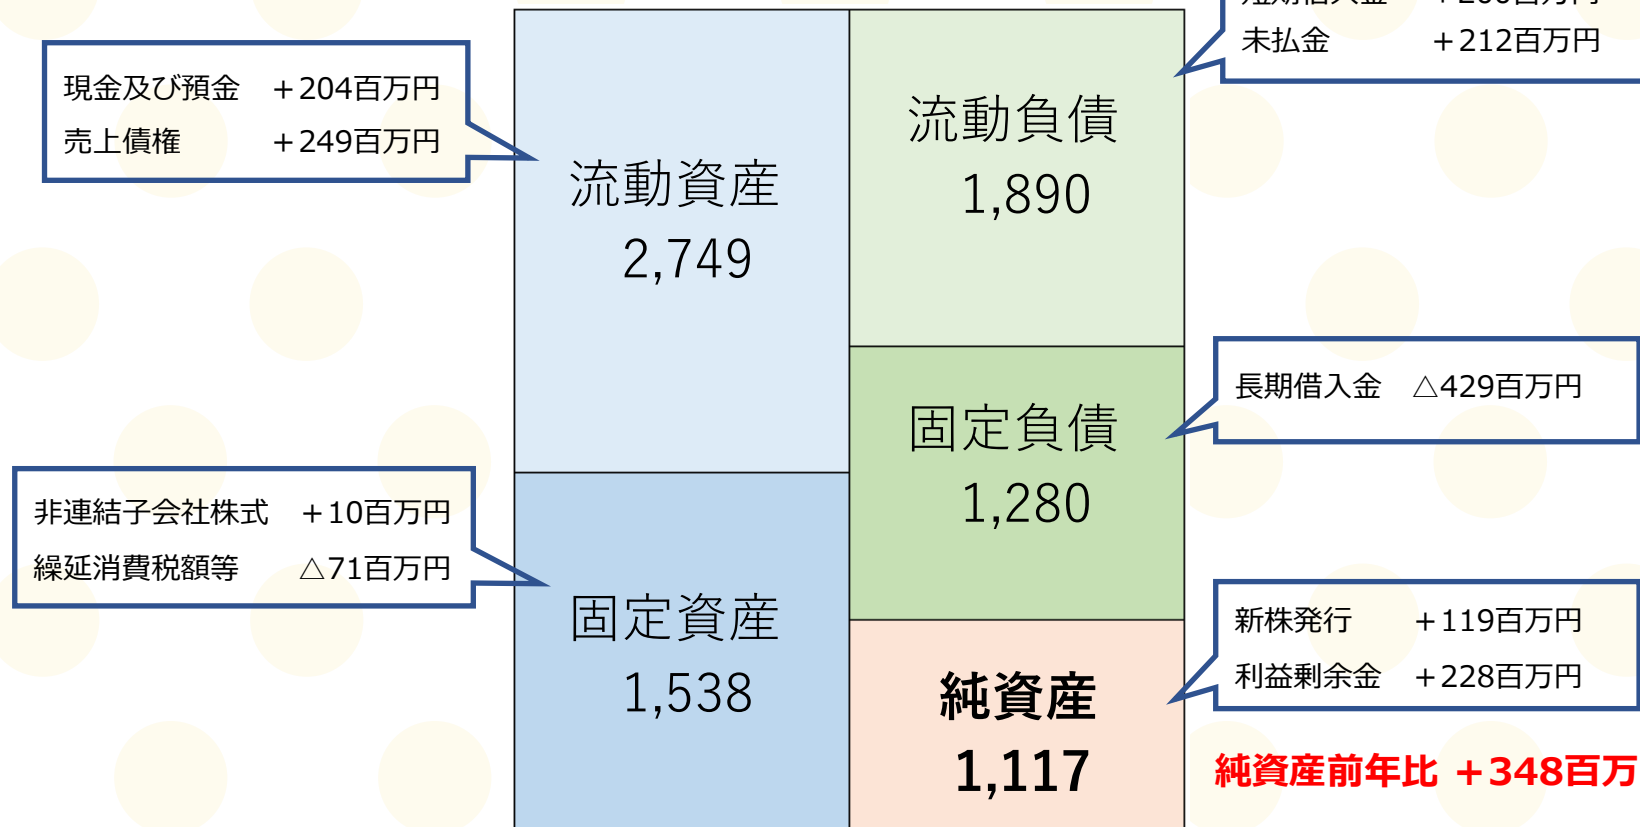 未払金 +212百万円
現金及び預金 +204百万円
売上債権 +249百万円
流動資産
2,749
流動負債
1,890
長期借入金 △429百万円
固定負債
1,280
非連結子会社株式 +10百万円
繰延消費税額等 △71百万円
固定資産
1,538
新株発行 +119百万円
利益剰余金 +228百万円
純資産
1,117
純資産前年比 +348百万